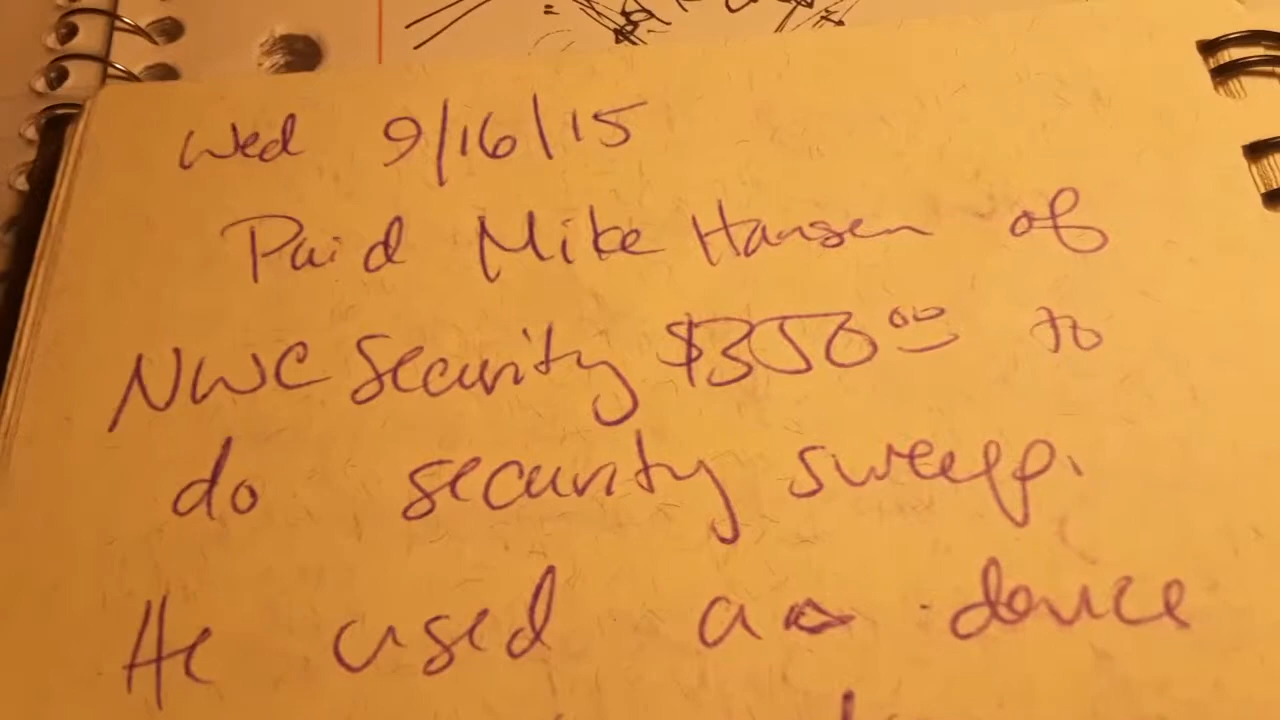 Wed 9/16/15
Paid Mike Hansen of
NWC Security $350.00 to
do security sweep.
He used a device